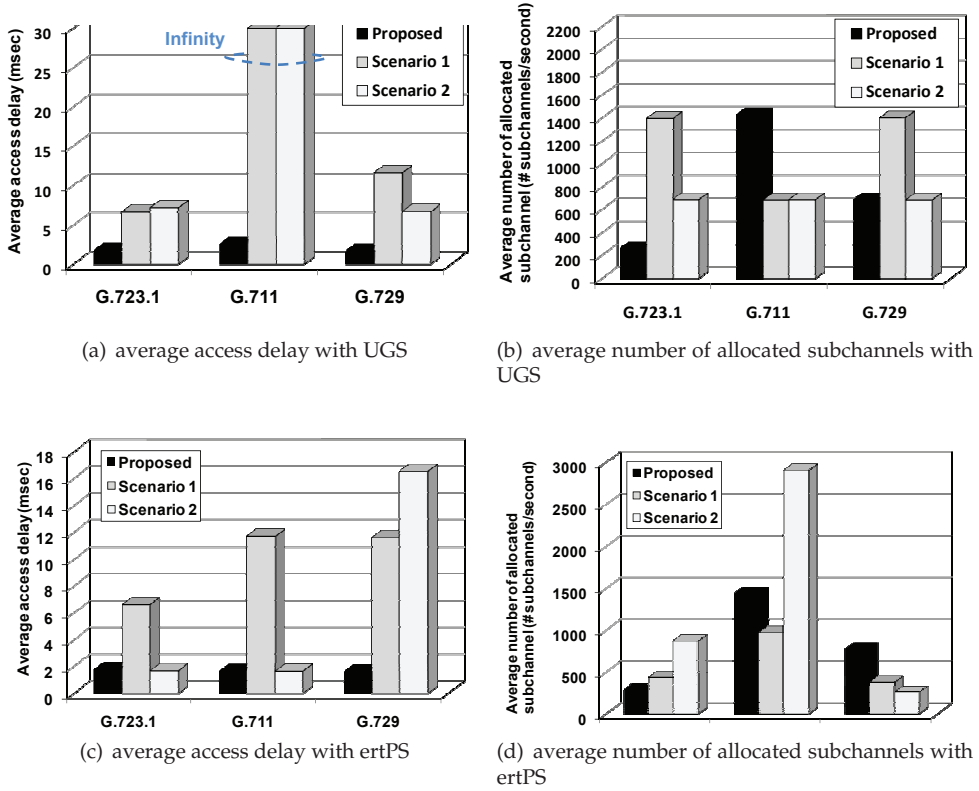 Average access delay (msec)
30
25
20
15
10
5
0
Infinity
Proposed
Scenario 1
Scenario 2
G.723.1
G.711
G.729
(a) average access delay with UGS
Average number of allocated
subchannel (# subchannels/second)
2200
2000
1800
1600
1400
1200
1000
800
600
400
200
0
Proposed
Scenario 1
Scenario 2
G.723.1
G.711
G.729
(b) average number of allocated subchannels with
UGS
Average access delay (msec)
18
16
14
12
10
8
6
4
2
0
Proposed
Scenario 1
Scenario 2
G.723.1
G.711
G.729
(c) average access delay with ertPS
Average number of allocated
subchannel (# subchannels/second)
3000
2500
2000
1500
1000
500
0
Proposed
Scenario 1
Scenario 2
(d) average number of allocated subchannels with
ertPS